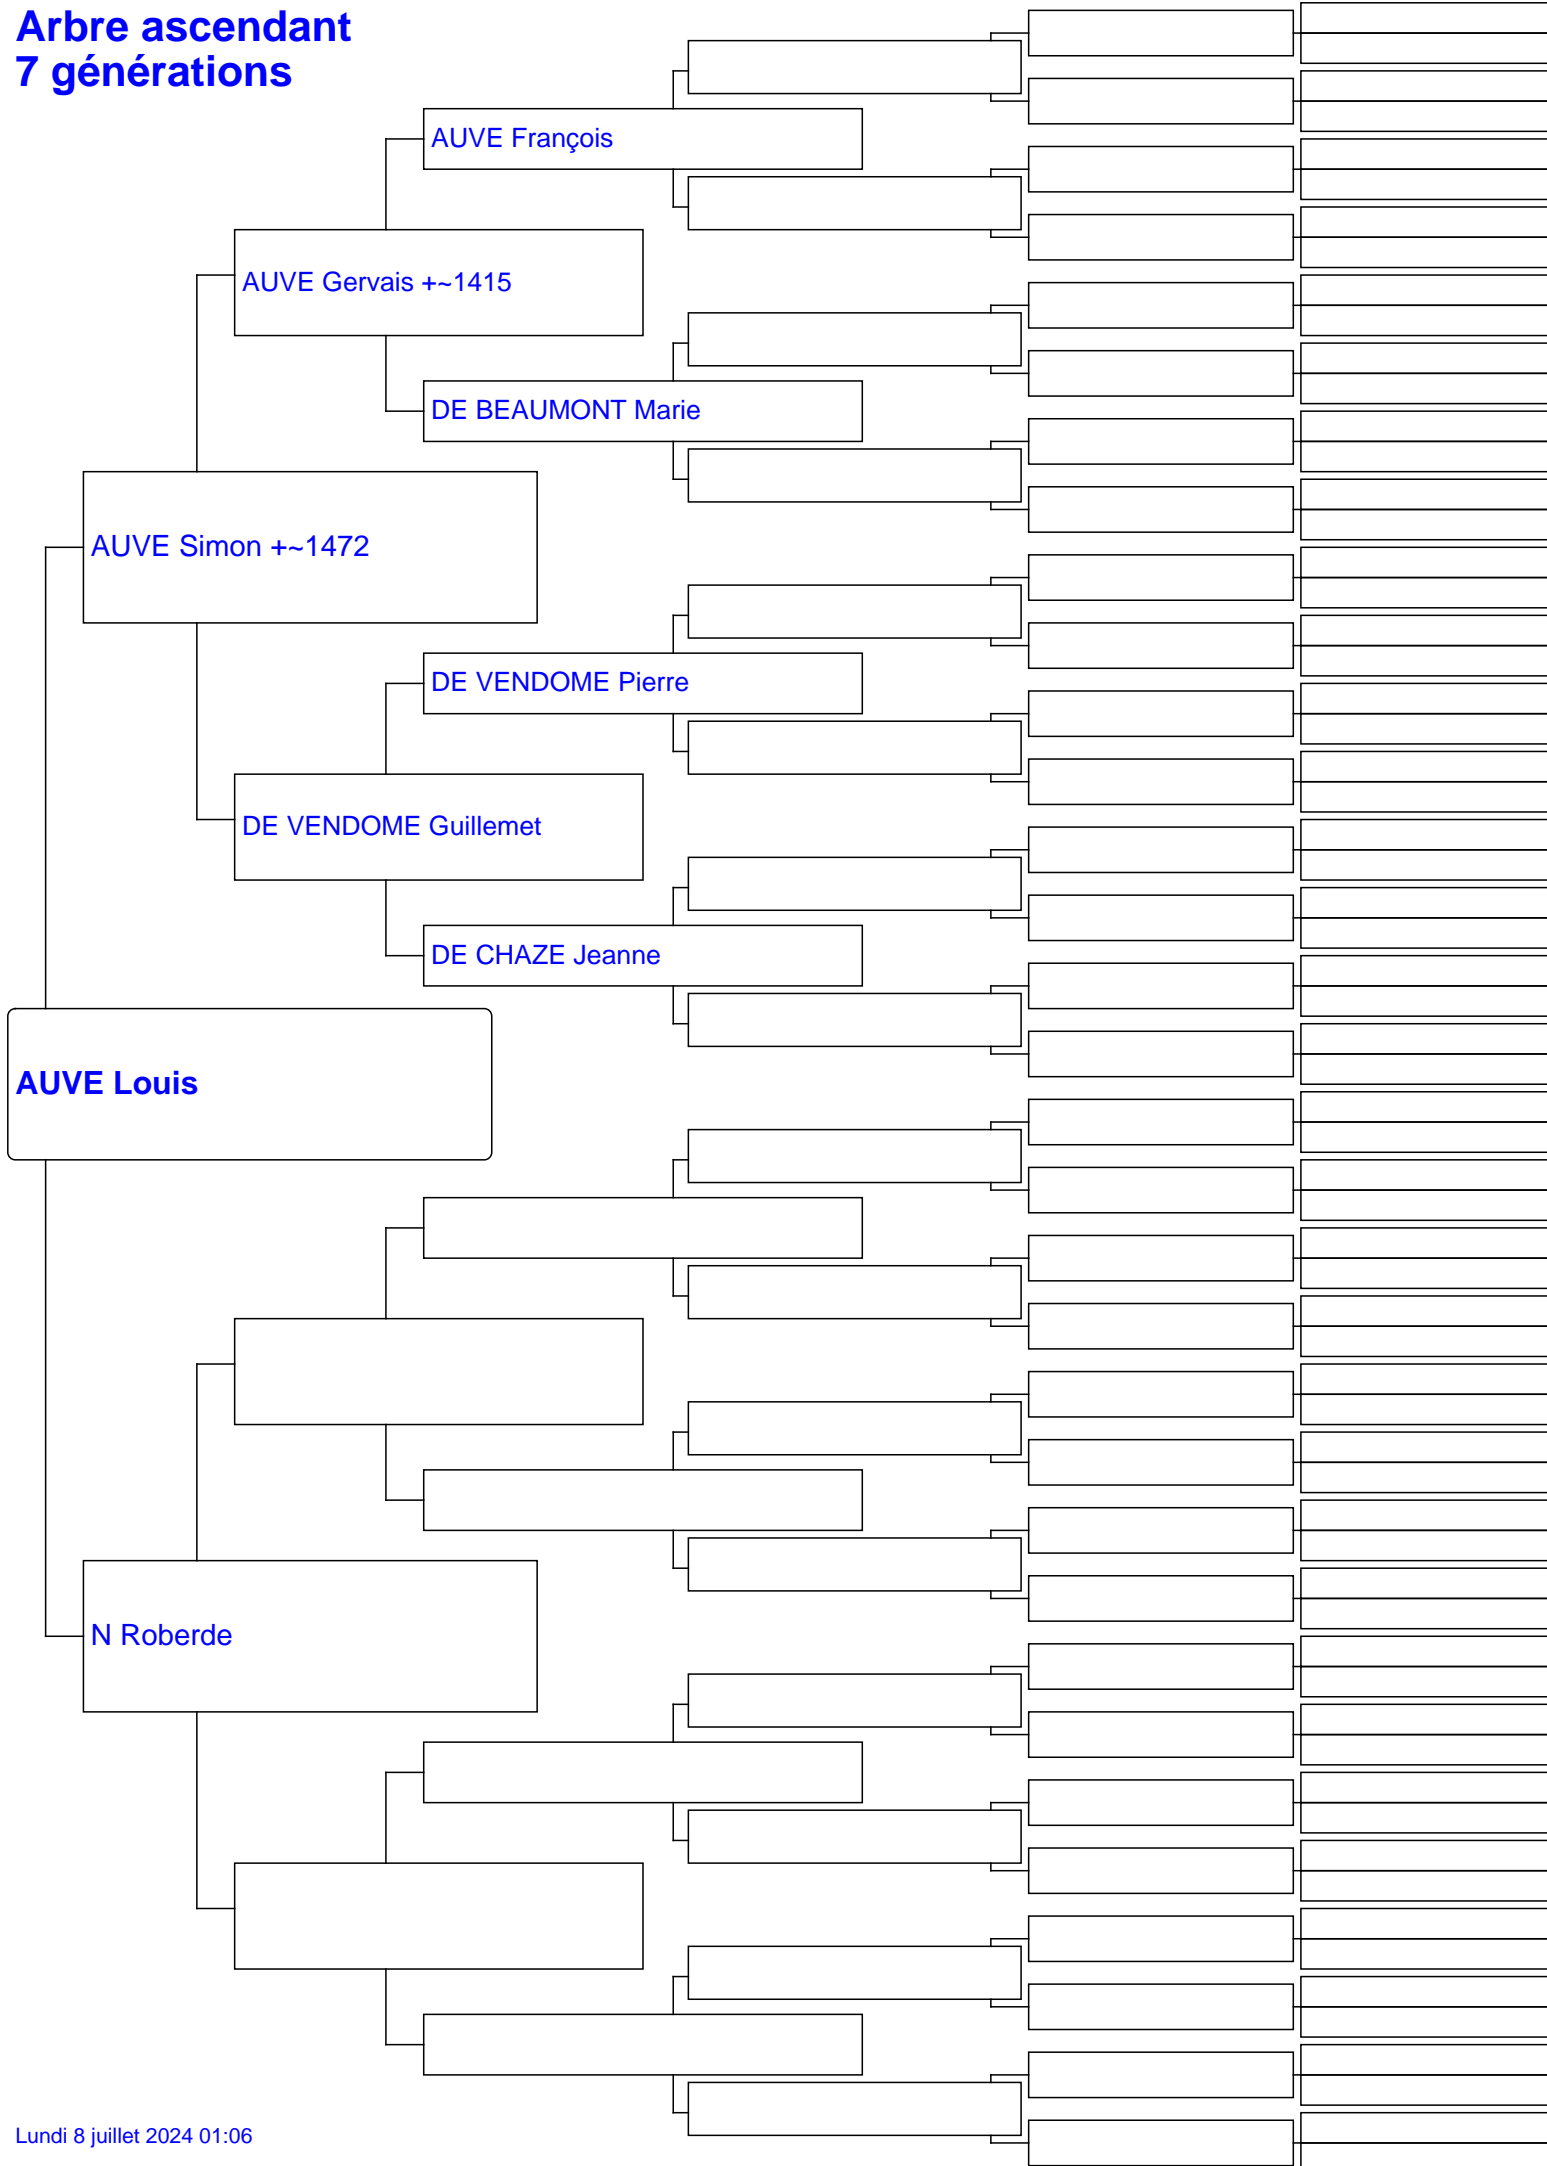 Arbre ascendant
7 générations
AUVE François
AUVE Gervais +~1415
DE BEAUMONT Marie
AUVE Simon +~1472
DE VENDOME Pierre
DE VENDOME Guillemet
DE CHAZE Jeanne
AUVE Louis
N Roberde
Lundi 8 juillet 2024 01:06